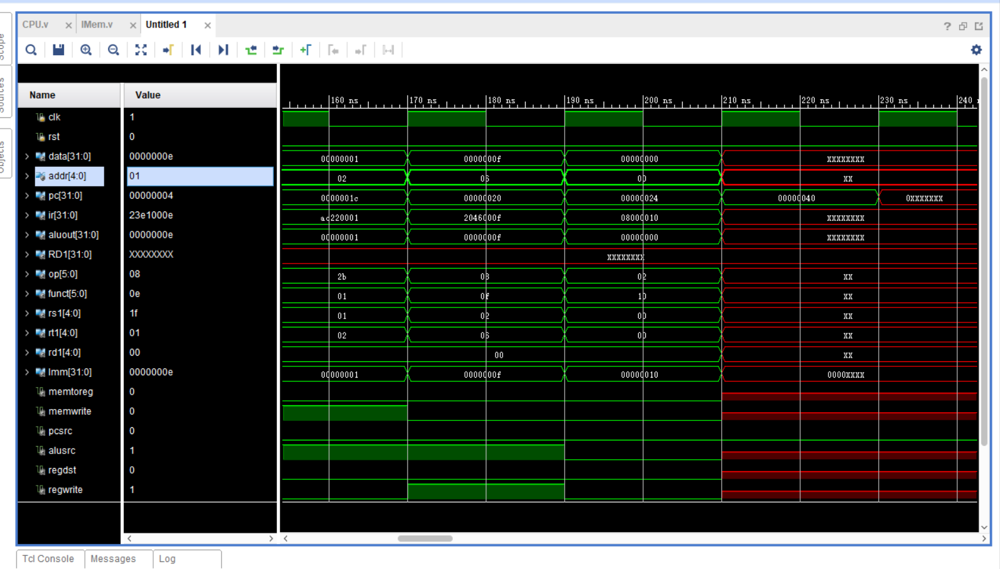 CPU.v × IMem.v × Untitled 1 ×
?
Scope
Sources
Objects
Name Value
160 ns 170 ns 180 ns 190 ns 200 ns 210 ns 220 ns 230 ns 240
clk 1
rst 0
data[31:0] 0000000e 00000001 0000000f 00000000 XXXXXXXX
addr[4:0] 01 02 06 00 XX
pc[31:0] 00000004 0000001c 00000020 00000024 00000040 0XXXXXXX
ir[31:0] 23e1000e ac220001 2046000f 08000010 XXXXXXXX
aluout[31:0] 0000000e 00000001 0000000f 00000000 XXXXXXXX
RD1[31:0] XXXXXXXX XXXXXXXX
op[5:0] 08 2b 08 02 XX
funct[5:0] 0e 01 0f 10 XX
rs1[4:0] 1f 01 02 00 XX
rt1[4:0] 01 02 06 00 XX
rd1[4:0] 00 00 XX
Imm[31:0] 0000000e 00000001 0000000f 00000010 0000XXXX
memtoreg 0
memwrite 0
pcsrc 0
alusrc 1
regdst 0
regwrite 1
Tcl Console Messages Log